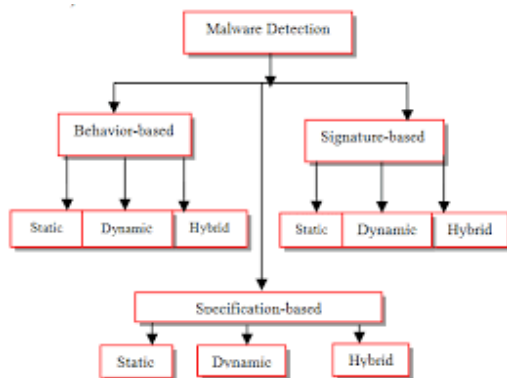 Malware Detection
Behavior-based
Signature-based
Static Dynamic Hybrid
Static Dynamic Hybrid
Specification-based
Static Dynamic Hybrid